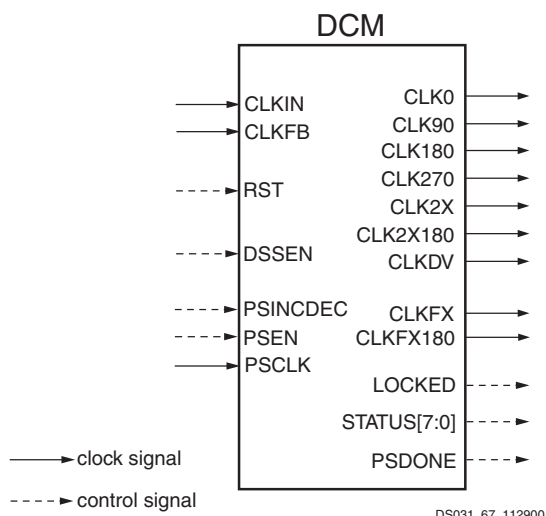 DCM
CLKIN
CLKFB
RST
DSSEN
PSINCDEC
PSEN
PSCLK
CLK0
CLK90
CLK180
CLK270
CLK2X
CLK2X180
CLKDV
CLKFX
CLKFX180
LOCKED
STATUS[7:0]
PSDONE
clock signal
control signal
DS031_67_112900